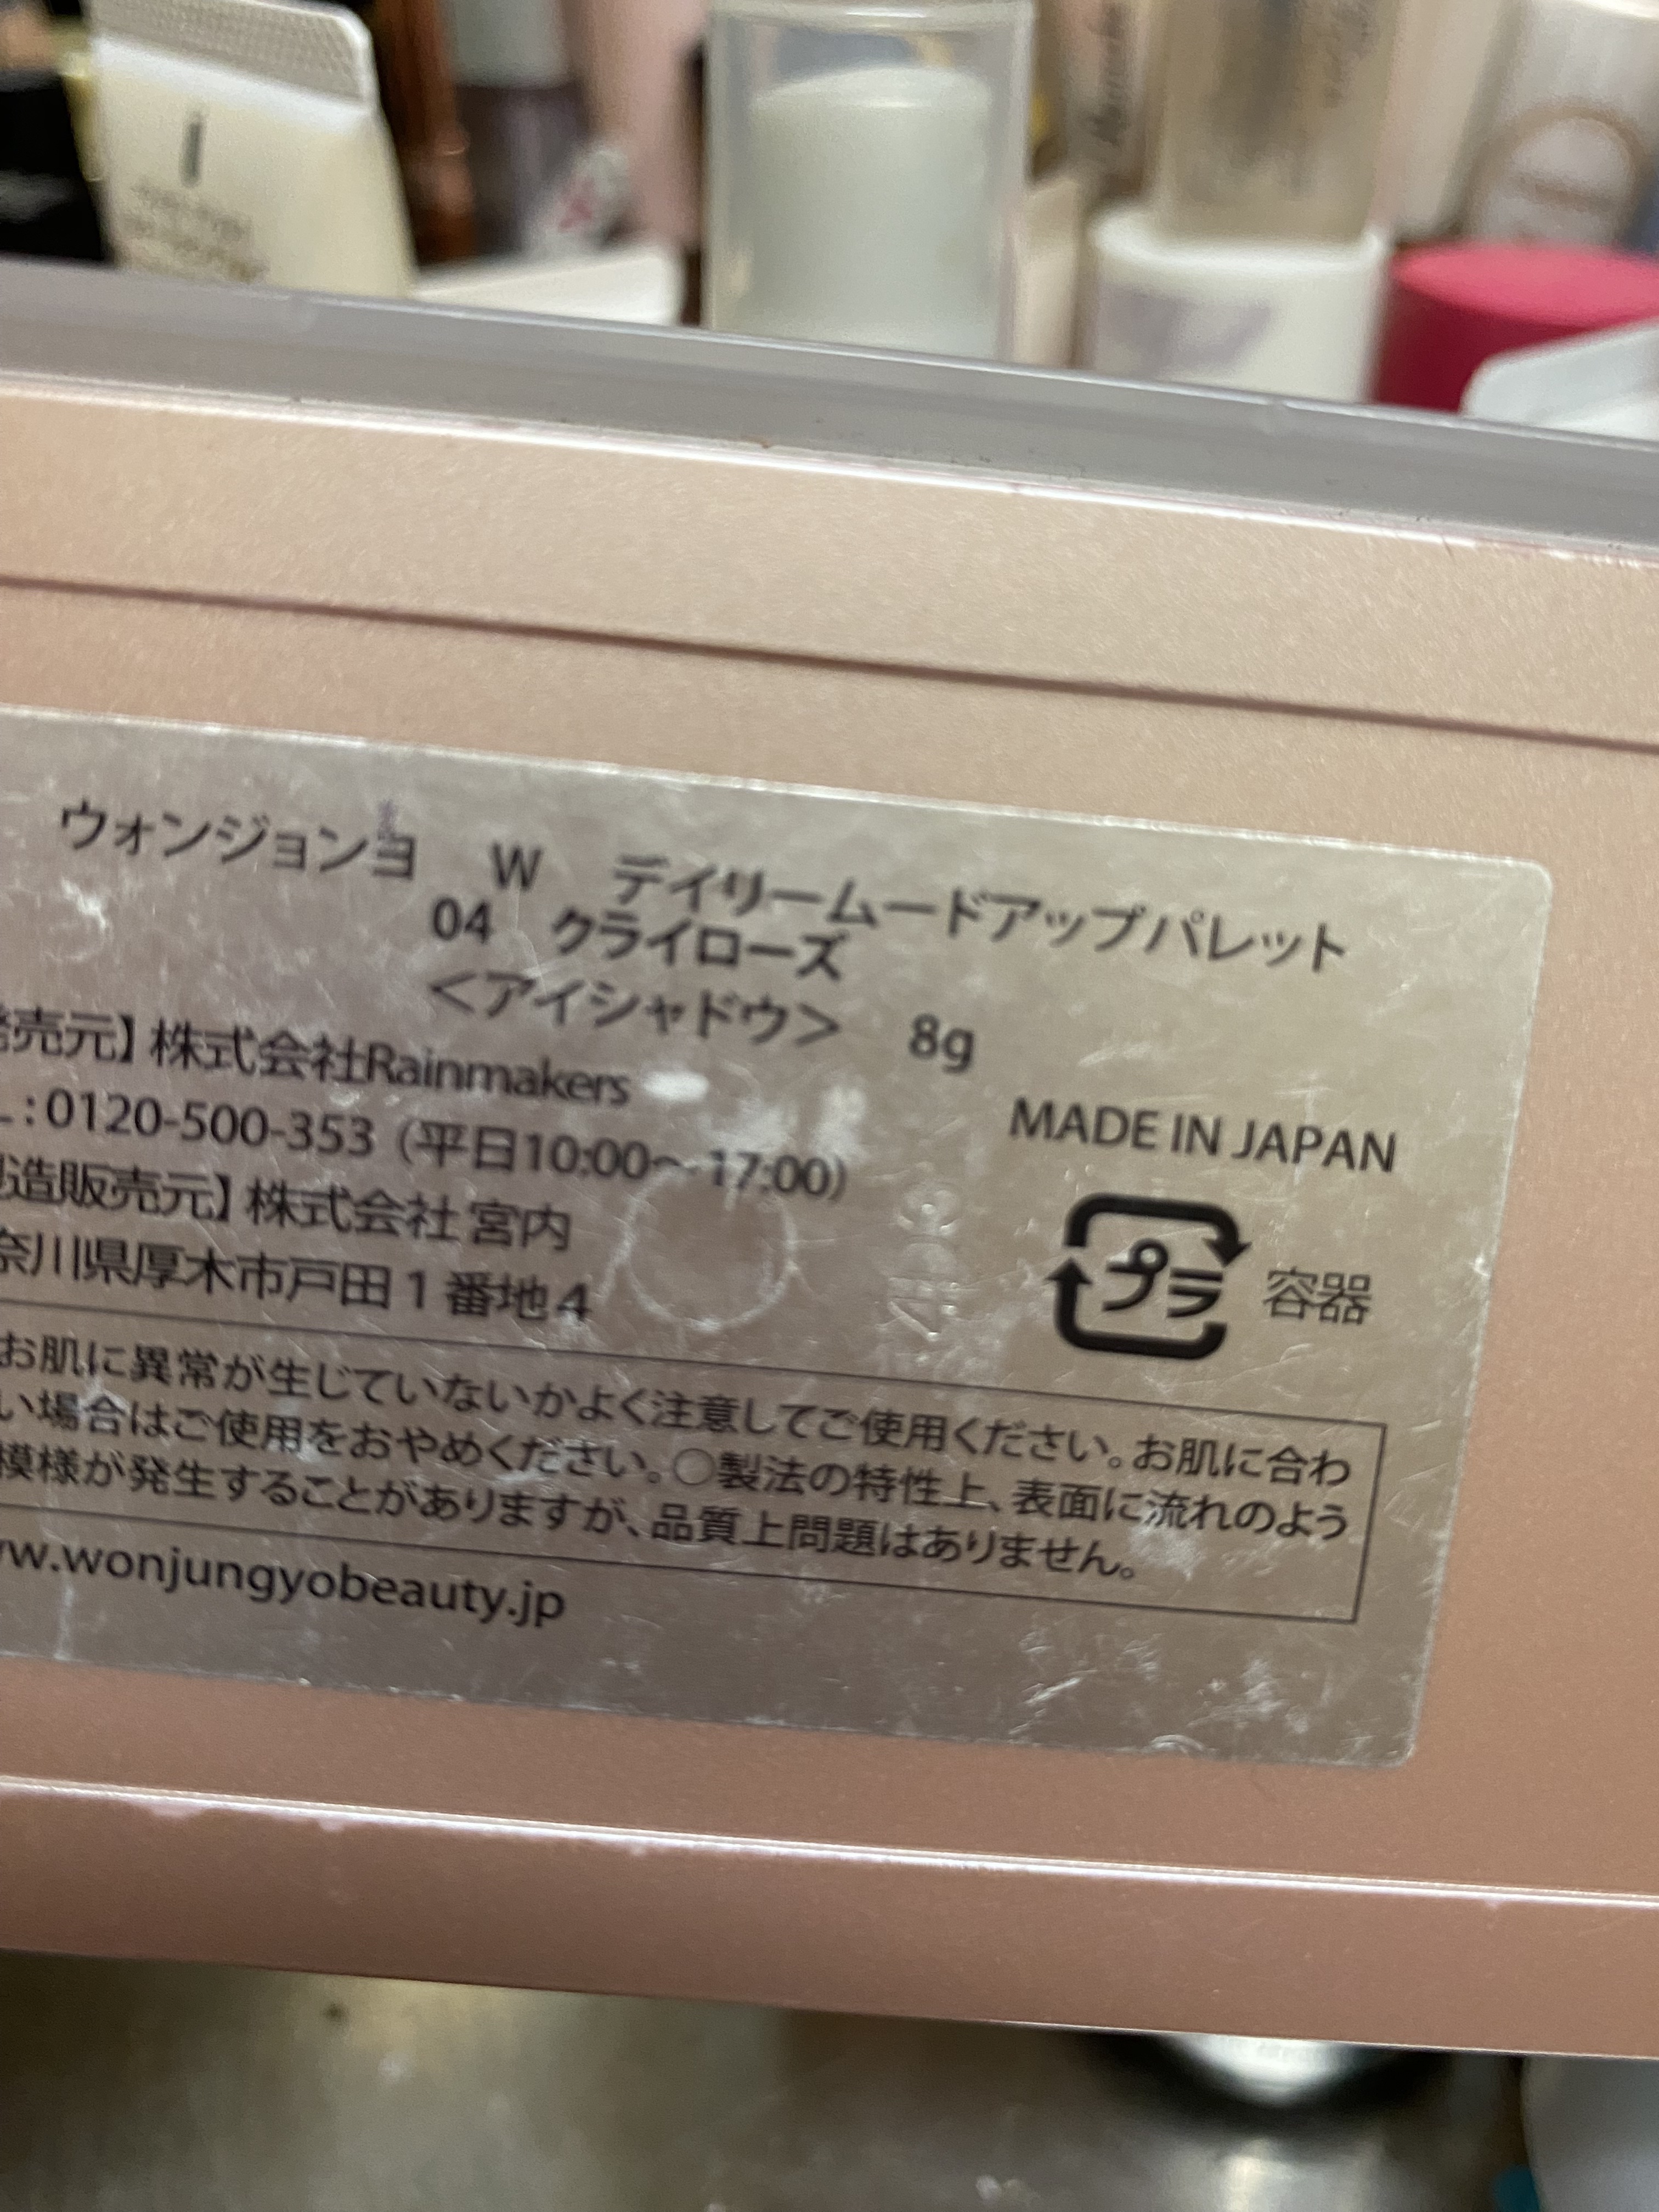 ウォンジョンヨ W デイリームードアップパレット
04 クライローズ
＜アイシャドウ＞ 8g
発売元】株式会社Rainmakers
L:0120-500-353（平日10:00〜17:00）
製造販売元】株式会社 宮内
奈川県厚木市戸田１番地４
MADE IN JAPAN
プラ 容器
お肌に異常が生じていないかよく注意してご使用ください。お肌に合わ
い場合はご使用をおやめください。○製法の特性上、表面に流れのよう
模様が発生することがありますが、品質上問題はありません。
ww.wonjungyobeauty.jp